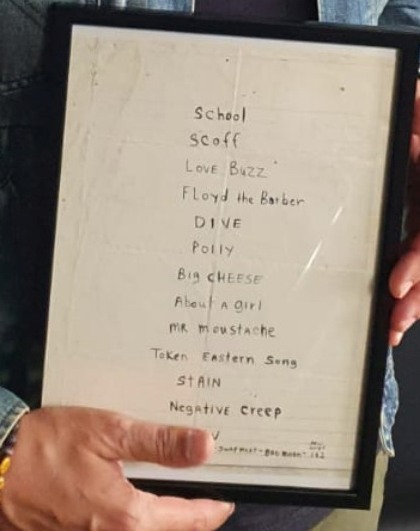 School
Scoff
Love Buzz
Floyd the Barber
DIVE
Polly
Big CHEESE
About A girl
MR moustache
Token Eastern Song
STAIN
Negative Creep